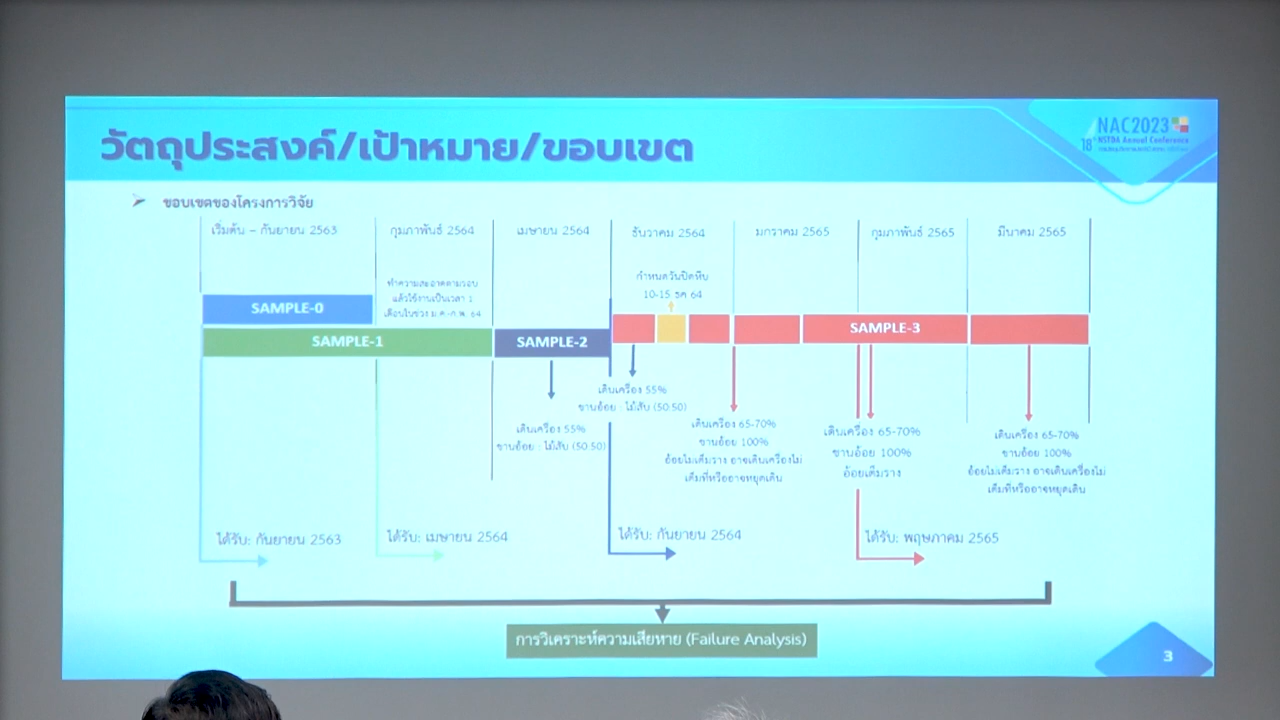 วัตถุประสงค์/เป้าหมาย/ขอบเขต
NAC2023
18
NSTDA Annual Conference
ขอบเขตของโครงการวิจัย
เริ่มต้น – กันยายน 2563
กุมภาพันธ์ 2564
เมษายน 2564
ธันวาคม 2564
มกราคม 2565
กุมภาพันธ์ 2565
มีนาคม 2565
ทำความสะอาดตามรอบ
แล้วใช้งานเป็นเวลา 1
เดือนในช่วง ม.ค.-ก.พ. 64
กำหนดวันปิดหีบ
10-15 ธค 64
SAMPLE-0
SAMPLE-1
SAMPLE-2
SAMPLE-3
เดินเครื่อง 55%
ชานอ้อย : ไม้สับ (50:50)
เดินเครื่อง 55%
ชานอ้อย : ไม้สับ (50:50)
เดินเครื่อง 65-70%
ชานอ้อย 100%
อ้อยไม่เต็มราง อาจเดินเครื่องไม่
เต็มที่หรืออาจหยุดเดิน
เดินเครื่อง 65-70%
ชานอ้อย 100%
อ้อยเต็มราง
เดินเครื่อง 65-70%
ชานอ้อย 100%
อ้อยไม่เต็มราง อาจเดินเครื่องไม่
เต็มที่หรืออาจหยุดเดิน
ได้รับ: กันยายน 2563
ได้รับ: เมษายน 2564
ได้รับ: กันยายน 2564
ได้รับ: พฤษภาคม 2565
การวิเคราะห์ความเสียหาย (Failure Analysis)
3